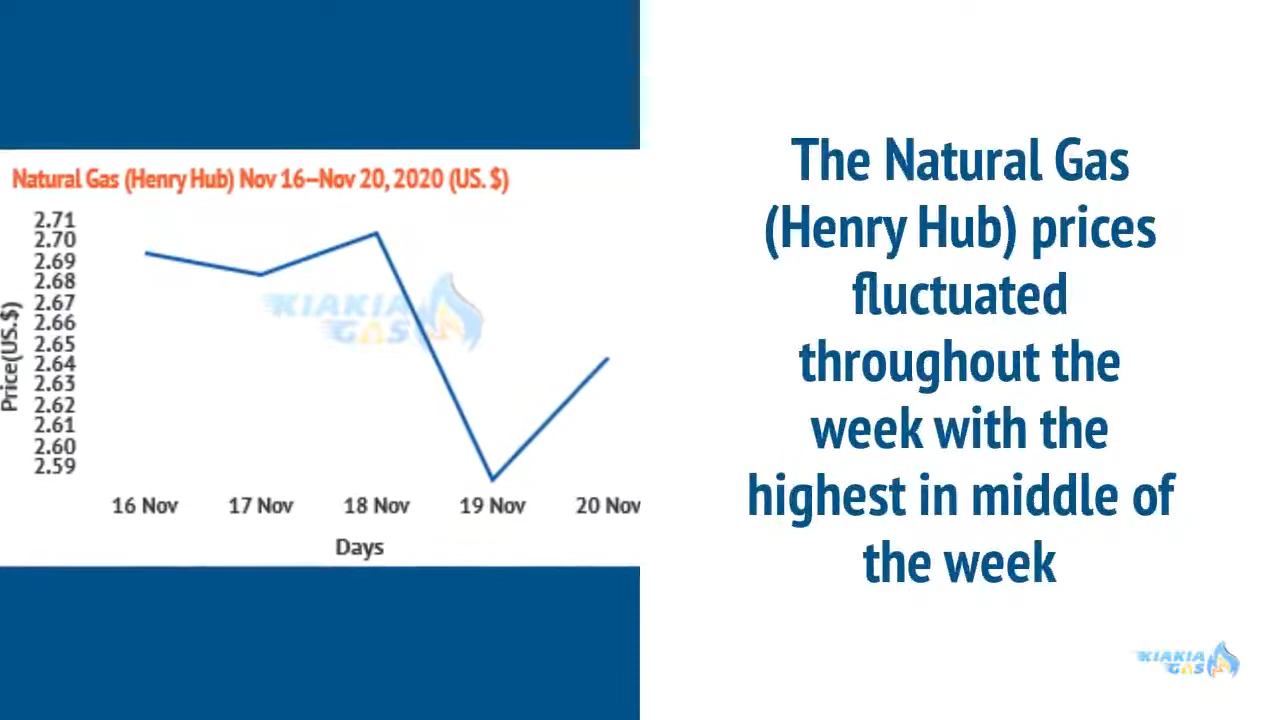 Natural Gas (Henry Hub) Nov 16–Nov 20, 2020 (US. $)
2.71
2.70
2.69
2.68
2.67
2.66
2.65
2.64
2.63
2.62
2.61
2.60
2.59
Price(US.$)
KIAKIA
GAS
16 Nov 17 Nov 18 Nov 19 Nov 20 Nov
Days
The Natural Gas
(Henry Hub) prices
fluctuated
throughout the
week with the
highest in middle of
the week
KIAKIA
GAS